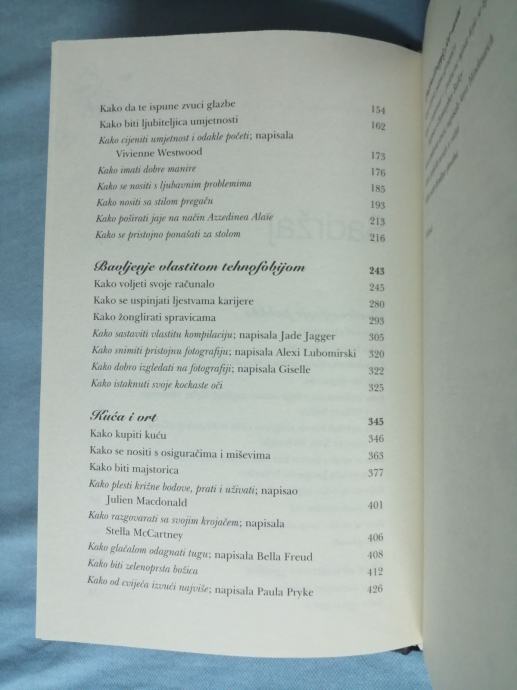 Kako da te ispune zvuci glazbe 154
Kako biti ljubiteljica umjetnosti 162
Kako cijeniti umjetnost i odakle početi; napisala
Vivienne Westwood 173
Kako imati dobre manire 176
Kako se nositi s ljubavnim problemima 185
Kako nositi sa stilom pregaču 193
Kako poširati jaje na način Azzedinea Alaïe 213
Kako se pristojno ponašati za stolom 216
Bavljenje vlastitom tehnofobijom 243
Kako voljeti svoje računalo 245
Kako se uspinjati ljestvama karijere 280
Kako žonglirati spravicama 293
Kako sastaviti vlastitu kompilaciju; napisala Jade Jagger 305
Kako snimiti pristojnu fotografiju; napisala Alexi Lubomirski 320
Kako dobro izgledati na fotografiji; napisala Giselle 322
Kako istaknuti svoje kockaste oči 325
Kuća i vrt 345
Kako kupiti kuću 346
Kako se nositi s osiguračima i miševima 363
Kako biti majstorica 377
Kako plesti križne bodove, prati i uživati; napisao
Julien Macdonald 401
Kako razgovarati sa svojim krojačem; napisala
Stella McCartney 406
Kako glačalom odagnati tugu; napisala Bella Freud 408
Kako biti zelenoprsta božica 412
Kako od cvijeća izvući najviše; napisala Paula Pryke 426